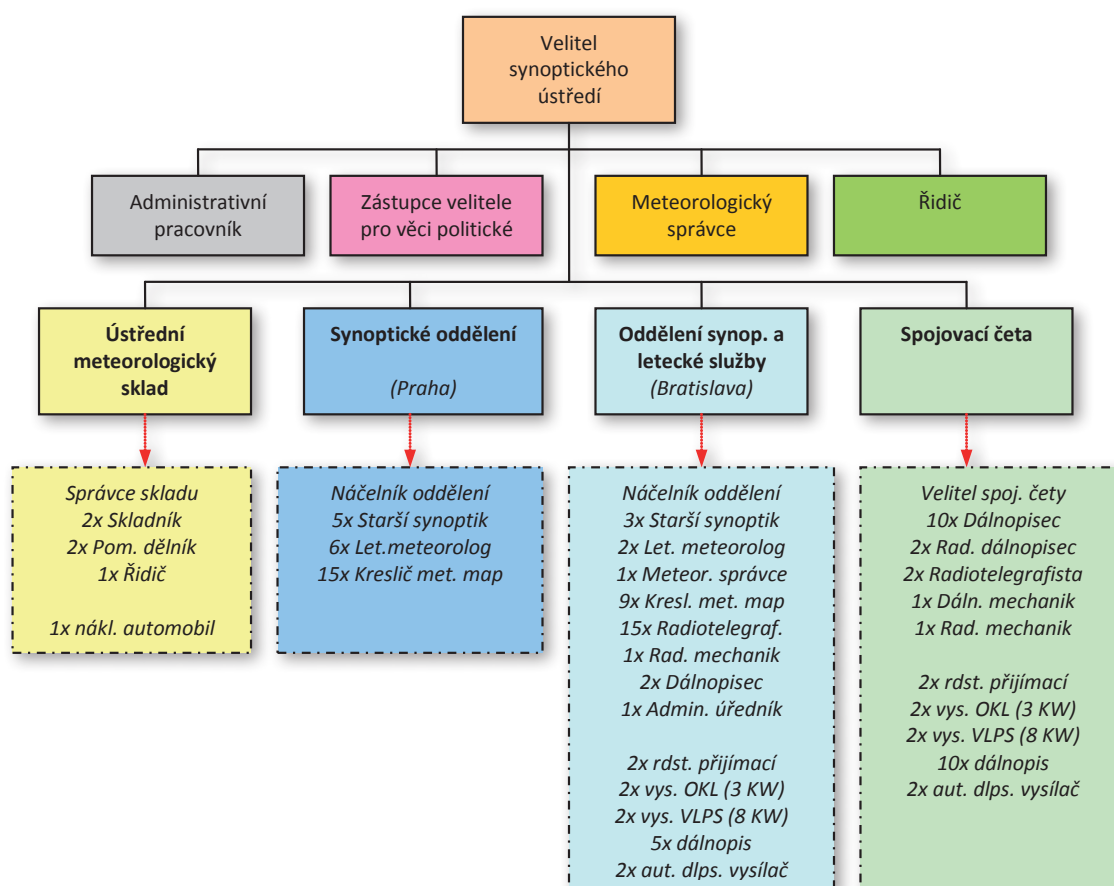 Velitel
synoptického
ústředí
Administrativní
pracovník
Zástupce velitele
pro věci politické
Meteorologický
správce
Řidič
Ústřední
meteorologický
sklad
Synoptické oddělení
(Praha)
Oddělení synop. a
letecké služby
(Bratislava)
Spojovací četa
Správce skladu
2x Skladník
2x Pom. dělník
1x Řidič
1x nákl. automobil
Náčelník oddělení
5x Starší synoptik
6x Let.meteorolog
15x Kreslič met. map
Náčelník oddělení
3x Starší synoptik
2x Let. meteorolog
1x Meteor. správce
9x Kresl. met. map
15x Radiotelegraf.
1x Rad. mechanik
2x Dálnopisec
1x Admin. úředník
2x rdst. přijímací
2x vys. OKL (3 KW)
2x vys. VLPS (8 KW)
5x dálnopis
2x aut. dlps. vysílač
Velitel spoj. čety
10x Dálnopisec
2x Rad. dálnopisec
2x Radiotelegrafista
1x Dáln. mechanik
1x Rad. mechanik
2x rdst. přijímací
2x vys. OKL (3 KW)
2x vys. VLPS (8 KW)
10x dálnopis
2x aut. dlps. vysílač